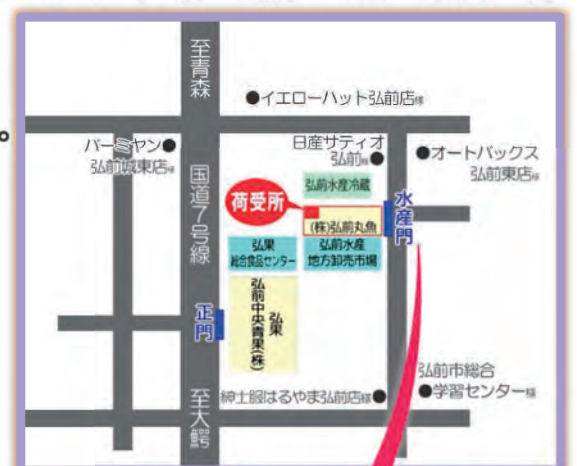 至青森
●イエローハット弘前店様
バーミヤン●
弘前城東店様
日産サティオ
弘前様●
●オートバックス
弘前東店様
国道7号線
弘前水産冷蔵
荷受所
(株)弘前丸魚
水産門
弘果
総合食品センター
弘前水産
地方卸売市場
正門
弘果
弘前中央青果(株)
弘前市総合
●学習センター様
紳士服はるやま弘前店様●
至大鰐